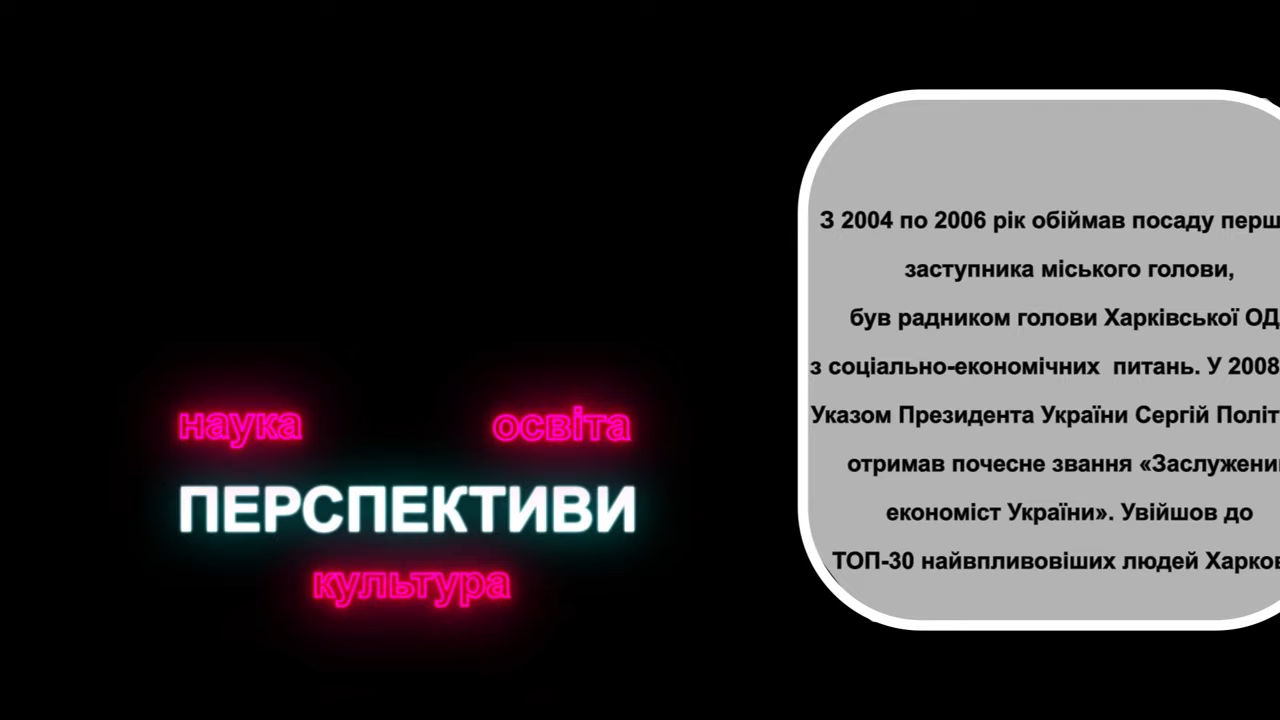 наука
освіта
ПЕРСПЕКТИВИ
культура
З 2004 по 2006 рік обіймав посаду перш
заступника міського голови,
був радником голови Харківської ОД
з соціально-економічних питань. У 2008
Указом Президента України Сергій Політ
отримав почесне звання «Заслужени
економіст України». Увійшов до
ТОП-30 найвпливовіших людей Харков